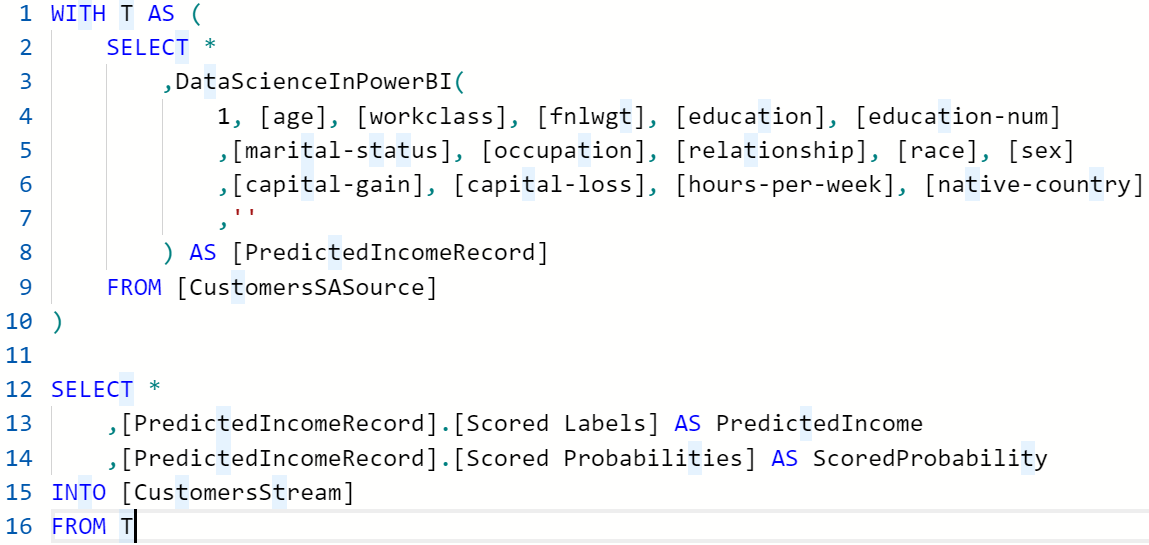 1 WITH T AS (
2     SELECT *
3         ,DataScienceInPowerBI(
4             1, [age], [workclass], [fnlwgt], [education], [education-num]
5             ,[marital-status], [occupation], [relationship], [race], [sex]
6             ,[capital-gain], [capital-loss], [hours-per-week], [native-country]
7             ,''
8         ) AS [PredictedIncomeRecord]
9     FROM [CustomersSASource]
10 )
11
12 SELECT *
13     ,[PredictedIncomeRecord].[Scored Labels] AS PredictedIncome
14     ,[PredictedIncomeRecord].[Scored Probabilities] AS ScoredProbability
15 INTO [CustomersStream]
16 FROM T